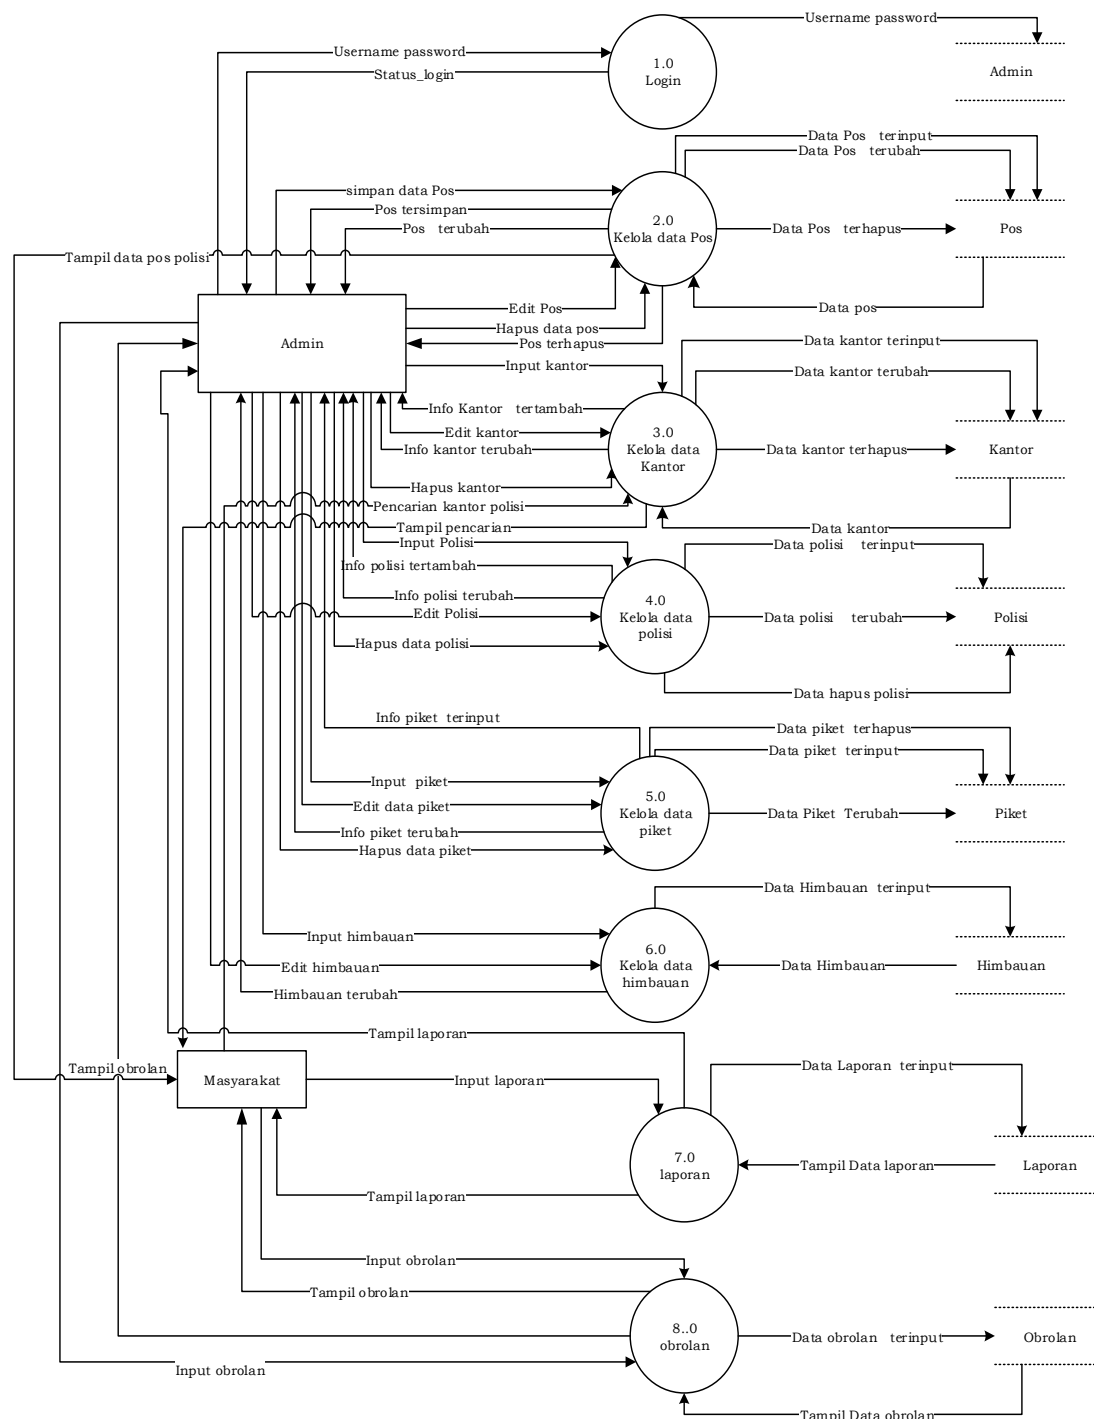 Username password
Username password
1.0
Login
Status_login
Admin
Data Pos terinput
Data Pos terubah
simpan data Pos
Pos tersimpan
2.0
Kelola data Pos
Pos terubah
Data Pos terhapus
Pos
Tampil data pos polisi
Edit Pos
Data pos
Hapus data pos
Admin
Pos terhapus
Data kantor terinput
Input kantor
Data kantor terubah
Info Kantor tertambah
Edit kantor
3.0
Kelola data
Kantor
Info kantor terubah
Data kantor terhapus
Kantor
Hapus kantor
Pencarian kantor polisi
Tampil pencarian
Data kantor
Input Polisi
Data polisi terinput
Info polisi tertambah
Info polisi terubah
4.0
Kelola data
polisi
Edit Polisi
Data polisi terubah
Polisi
Hapus data polisi
Data hapus polisi
Info piket terinput
Data piket terhapus
Data piket terinput
Input piket
5.0
Kelola data
piket
Edit data piket
Data Piket Terubah
Piket
Info piket terubah
Hapus data piket
Data Himbauan terinput
Input himbauan
6.0
Kelola data
himbauan
Edit himbauan
Data Himbauan
Himbauan
Himbauan terubah
Tampil laporan
Tampil obrolan
Masyarakat
Input laporan
Data Laporan terinput
7.0
laporan
Tampil Data laporan
Laporan
Tampil laporan
Input obrolan
Tampil obrolan
8..0
obrolan
Data obrolan terinput
Obrolan
Input obrolan
Tampil Data obrolan